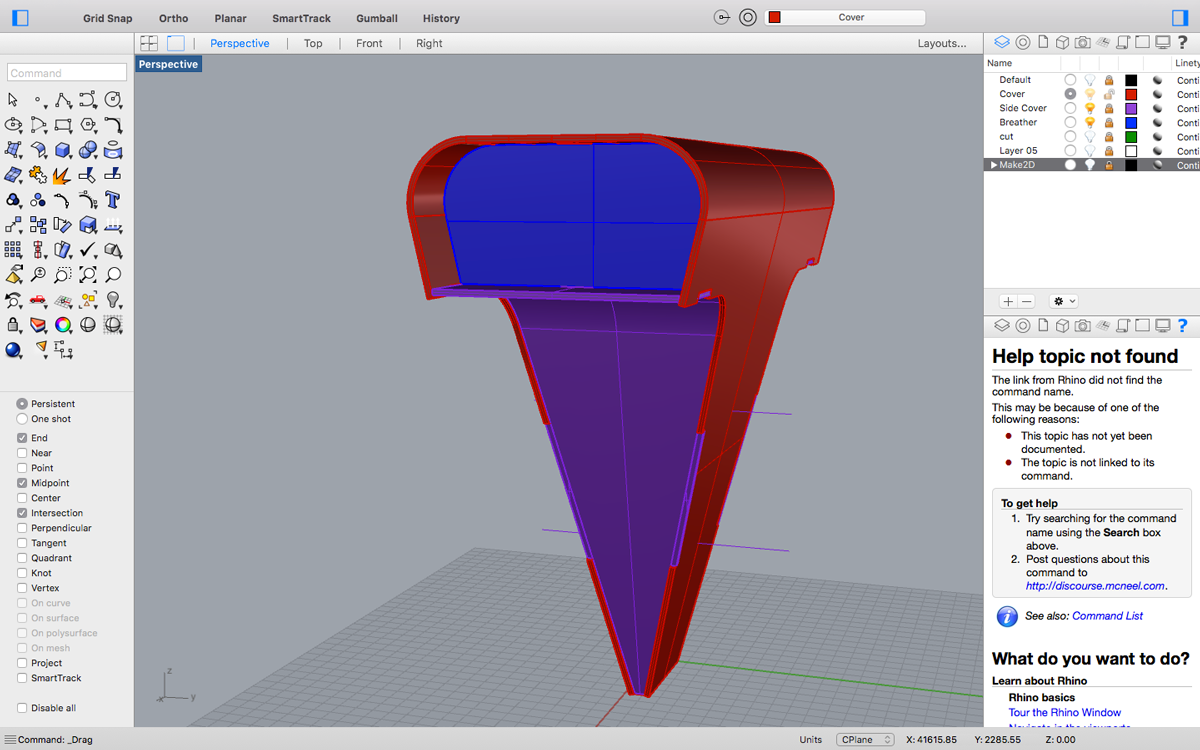 Grid Snap Ortho Planar SmartTrack Gumball History Cover
Perspective Top Front Right Layouts...
Perspective
Command
Persistent
One shot
End
Near
Point
Midpoint
Center
Intersection
Perpendicular
Tangent
Quadrant
Knot
Vertex
On curve
On surface
On polysurface
On mesh
Project
SmartTrack
Disable all
z
x
y
Name Linety
Default Conti
Cover Conti
Side Cover Conti
Breather Conti
cut Conti
Layer 05 Conti
Make2D Conti
Help topic not found
The link from Rhino did not find the
command name.
This may be because of one of the
following reasons:
• This topic has not yet been
documented.
• The topic is not linked to its
command.
To get help
1. Try searching for the command
name using the Search box
above.
2. Post questions about this
command to
http://discourse.mcneel.com.
See also: Command List
What do you want to do?
Learn about Rhino
Rhino basics
Tour the Rhino Window
Navigate in the viewports
Command: _Drag Units CPlane X: 41615.85 Y: 2285.55 Z: 0.00